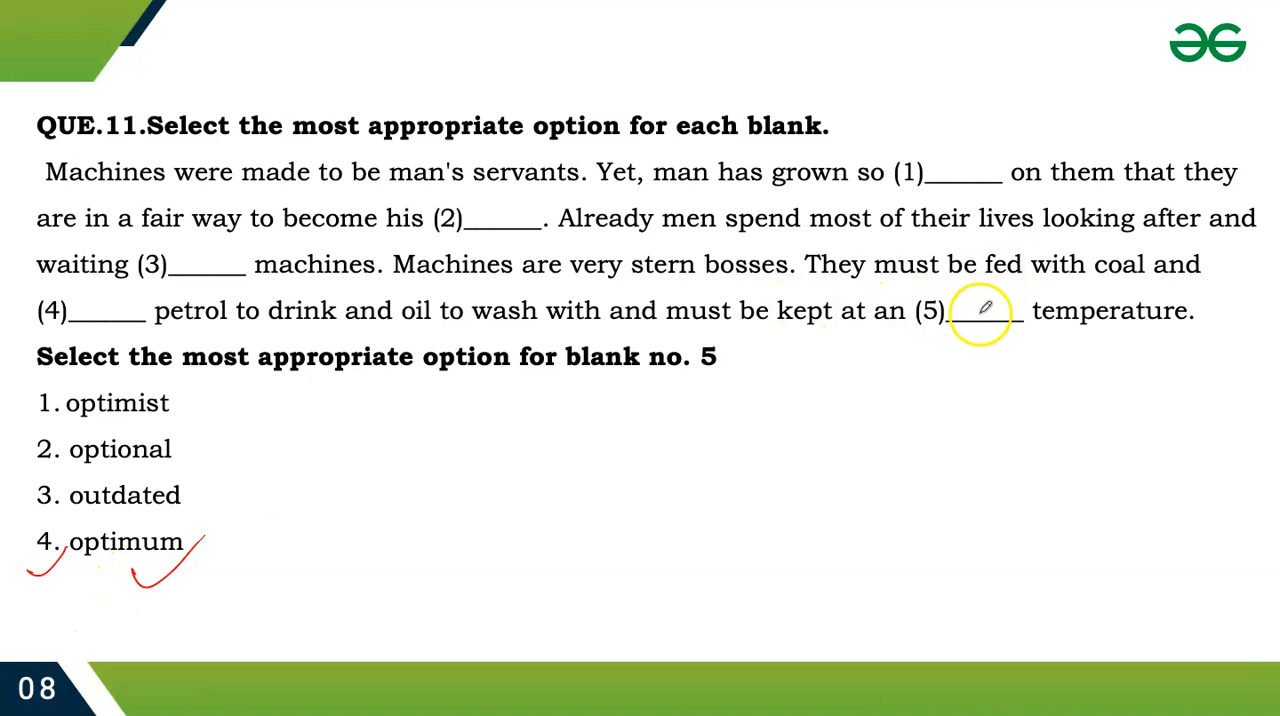 QUE.11.Select the most appropriate option for each blank.
Machines were made to be man's servants. Yet, man has grown so (1)______ on them that they
are in a fair way to become his (2)______. Already men spend most of their lives looking after and
waiting (3)______ machines. Machines are very stern bosses. They must be fed with coal and
(4)______ petrol to drink and oil to wash with and must be kept at an (5)______ temperature.
Select the most appropriate option for blank no. 5
1. optimist
2. optional
3. outdated
4. optimum
08